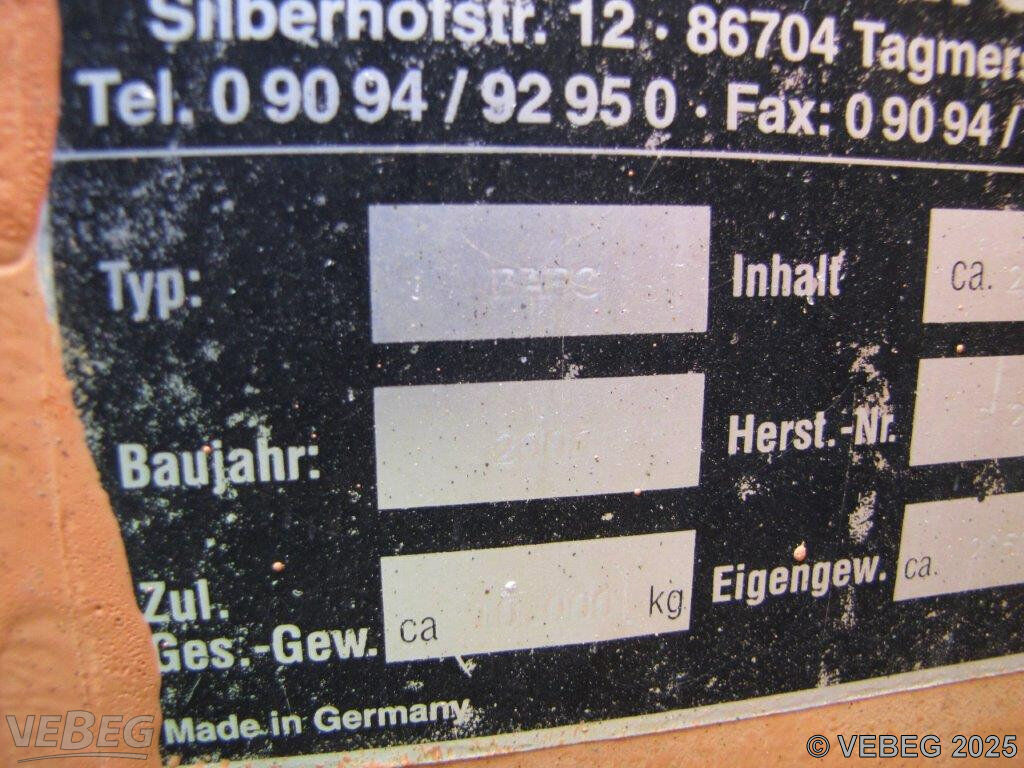 Silberhofstr. 12 · 86704 Tagmers
Tel. 0 90 94 / 92 95 0 · Fax: 0 90 94 /
Typ:
Inhalt ca.
Baujahr:
Herst.-Nr.
Zul.
Ges.-Gew. ca kg
Eigengew. ca.
Made in Germany
VEBEG
© VEBEG 2025